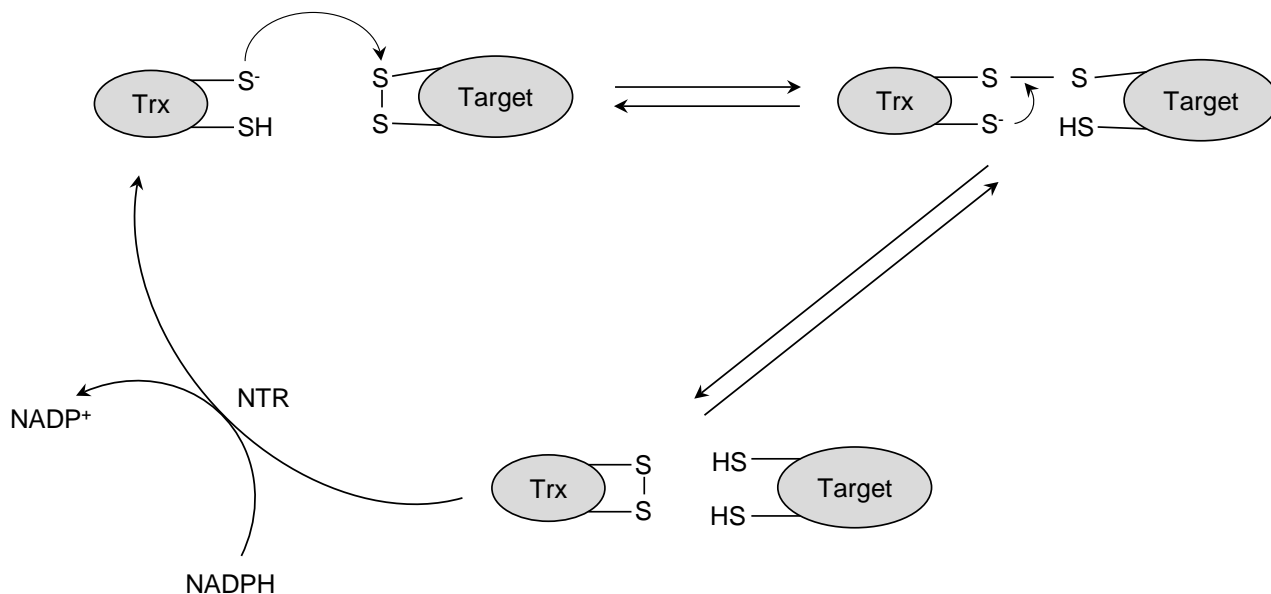 S⁻
S
Trx
Target
SH
S
S
S
Trx
Target
S⁻
HS
NTR
NADP⁺
S
HS
Trx
Target
S
HS
NADPH